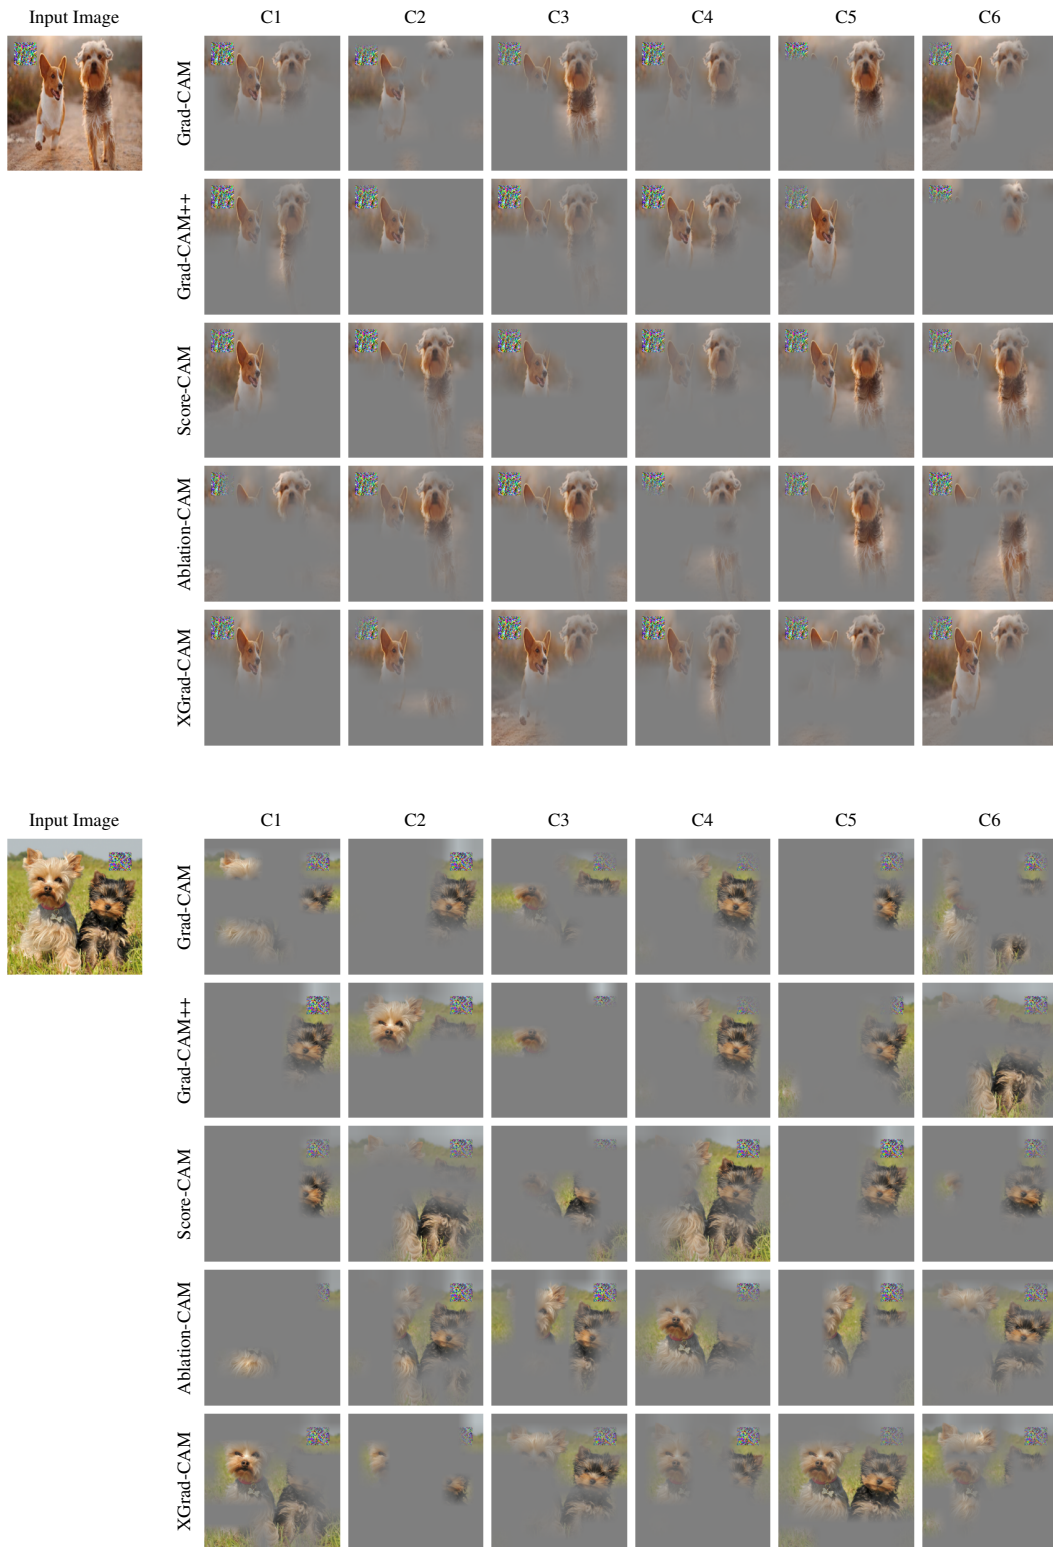 Input Image C1 C2 C3 C4 C5 C6
Grad-CAM
Grad-CAM++
Score-CAM
Ablation-CAM
XGrad-CAM
Input Image C1 C2 C3 C4 C5 C6
Grad-CAM
Grad-CAM++
Score-CAM
Ablation-CAM
XGrad-CAM